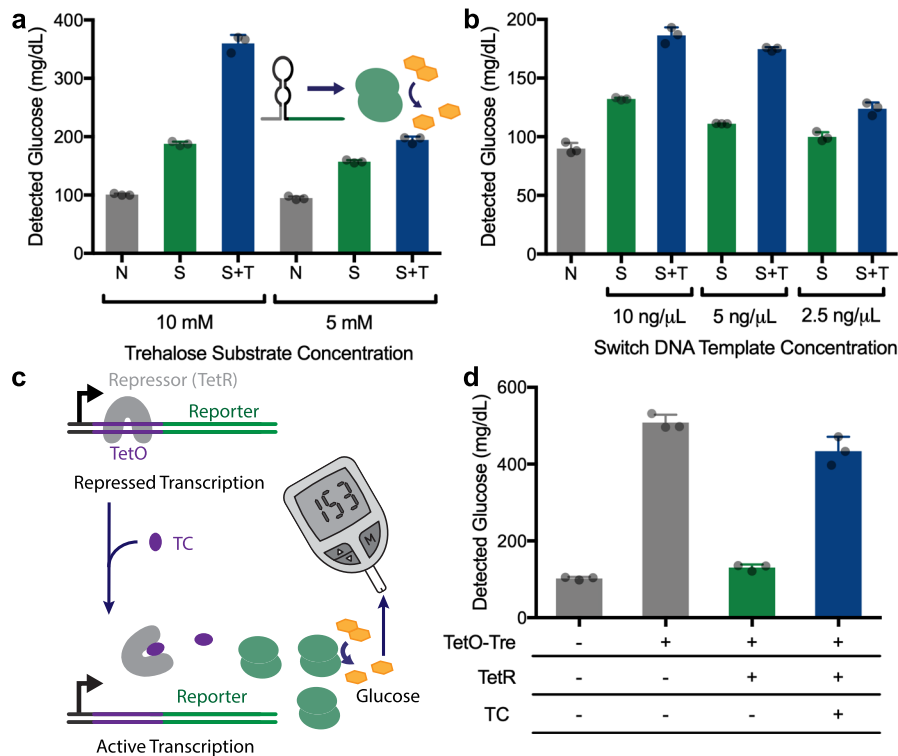 a
Detected Glucose (mg/dL)
400
300
200
100
0
N S S+T N S S+T
10 mM 5 mM
Trehalose Substrate Concentration
b
Detected Glucose (mg/dL)
200
150
100
50
0
N S S+T S S+T S S+T
10 ng/μL 5 ng/μL 2.5 ng/μL
Switch DNA Template Concentration
c
Repressor (TetR)
Reporter
TetO
Repressed Transcription
TC
153
M
Glucose
Reporter
Active Transcription
d
Detected Glucose (mg/dL)
600
400
200
0
TetO-Tre - + + +
TetR - - + +
TC - - - +